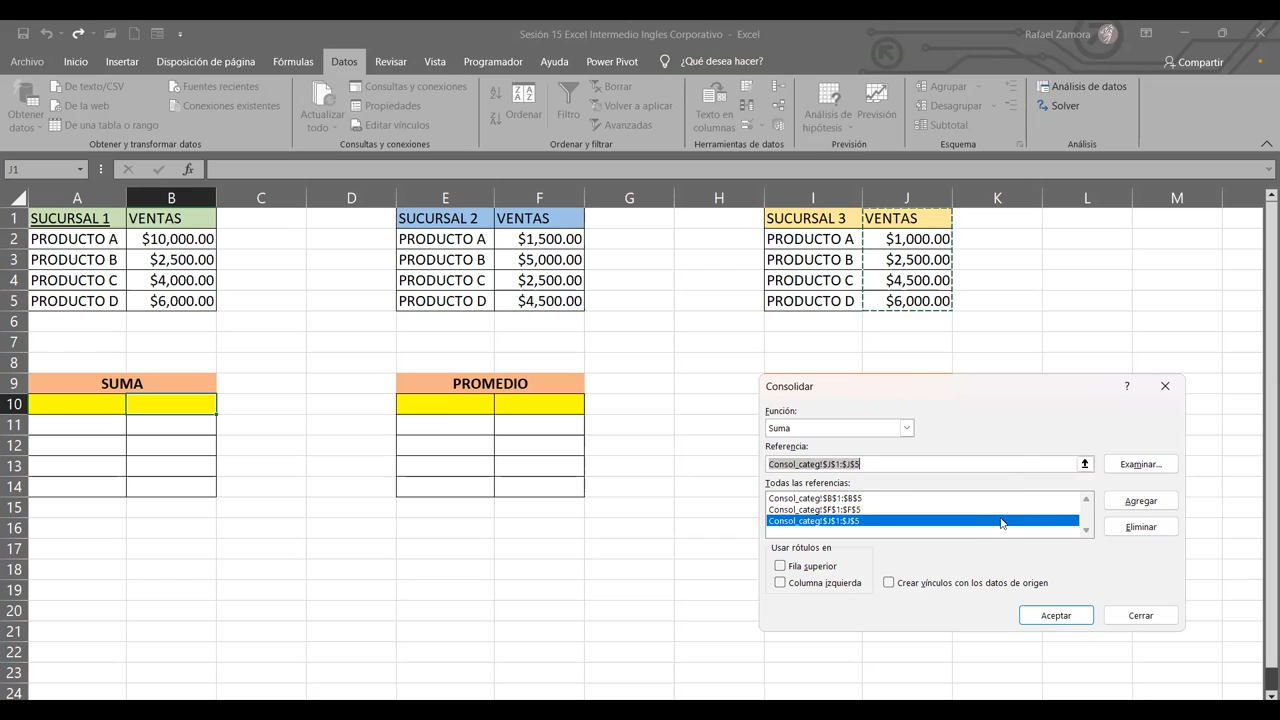 Sesión 15 Excel Intermedio Ingles Corporativo - Excel
Rafael Zamora
Archivo Inicio Insertar Disposición de página Fórmulas Datos Revisar Vista Programador Ayuda Power Pivot ¿Qué desea hacer? Compartir
Obtener datos
De texto/CSV
De la web
De una tabla o rango
Fuentes recientes
Conexiones existentes
Obtener y transformar datos
Actualizar todo
Consultas y conexiones
Propiedades
Editar vínculos
Consultas y conexiones
Ordenar
Filtro
Borrar
Volver a aplicar
Avanzadas
Ordenar y filtrar
Texto en columnas
Herramientas de datos
Análisis de hipótesis
Previsión
Previsión
Agrupar
Desagrupar
Subtotal
Esquema
Análisis de datos
Solver
Análisis
J1 fx
A B C D E F G H I J K L M
1 SUCURSAL 1 VENTAS SUCURSAL 2 VENTAS SUCURSAL 3 VENTAS
2 PRODUCTO A $10,000.00 PRODUCTO A $1,500.00 PRODUCTO A $1,000.00
3 PRODUCTO B $2,500.00 PRODUCTO B $5,000.00 PRODUCTO B $2,500.00
4 PRODUCTO C $4,000.00 PRODUCTO C $2,500.00 PRODUCTO C $4,500.00
5 PRODUCTO D $6,000.00 PRODUCTO D $4,500.00 PRODUCTO D $6,000.00
6
7
8
9 SUMA PROMEDIO
10
11
12
13
14
15
16
17
18
19
20
21
22
23
24
Consolidar ?
Función:
Suma
Referencia:
Consol_categ!$J$1:$J$5 Examinar...
Todas las referencias:
Consol_categ!$B$1:$B$5
Consol_categ!$F$1:$F$5
Consol_categ!$J$1:$J$5
Agregar
Eliminar
Usar rótulos en
Fila superior
Columna izquierda Crear vínculos con los datos de origen
Aceptar Cerrar